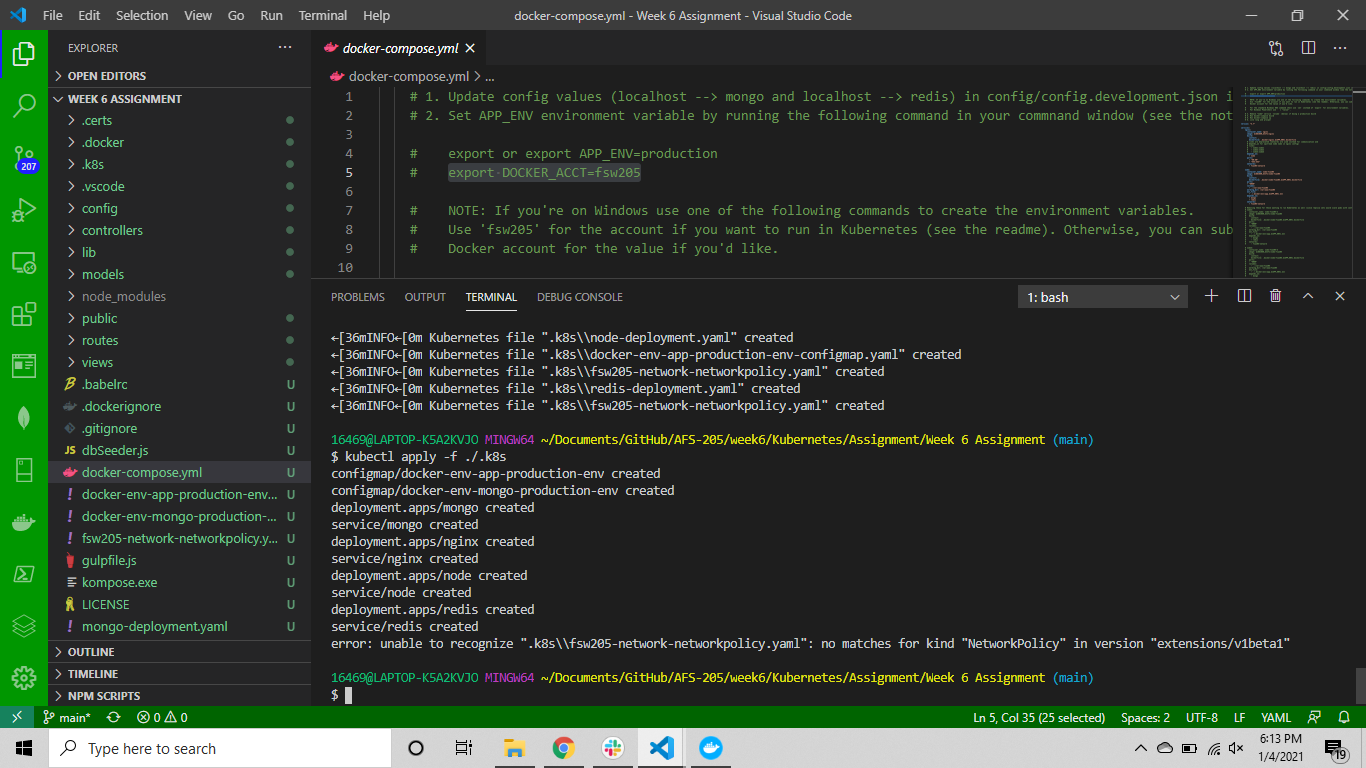 File Edit Selection View Go Run Terminal Help docker-compose.yml - Week 6 Assignment - Visual Studio Code
EXPLORER
OPEN EDITORS
WEEK 6 ASSIGNMENT
.certs
.docker
.k8s
.vscode
config
controllers
lib
models
node_modules
public
routes
views
.babelrc U
.dockerignore U
.gitignore U
JS dbSeeder.js U
docker-compose.yml U
! docker-env-app-production-env... U
! docker-env-mongo-production-... U
! fsw205-network-networkpolicy.y... U
gulpfile.js U
kompose.exe U
LICENSE U
! mongo-deployment.yaml U
OUTLINE
TIMELINE
NPM SCRIPTS
207
docker-compose.yml
docker-compose.yml > ...
1 # 1. Update config values (localhost --> mongo and localhost --> redis) in config/config.development.json i
2 # 2. Set APP_ENV environment variable by running the following command in your commnand window (see the not
3
4 # export or export APP_ENV=production
5 # export DOCKER_ACCT=fsw205
6
7 # NOTE: If you're on Windows use one of the following commands to create the environment variables.
8 # Use 'fsw205' for the account if you want to run in Kubernetes (see the readme). Otherwise, you can sub
9 # Docker account for the value if you'd like.
10
PROBLEMS OUTPUT TERMINAL DEBUG CONSOLE 1: bash
←[36mINFO←[0m Kubernetes file ".k8s\\node-deployment.yaml" created
←[36mINFO←[0m Kubernetes file ".k8s\\docker-env-app-production-env-configmap.yaml" created
←[36mINFO←[0m Kubernetes file ".k8s\\fsw205-network-networkpolicy.yaml" created
←[36mINFO←[0m Kubernetes file ".k8s\\redis-deployment.yaml" created
←[36mINFO←[0m Kubernetes file ".k8s\\fsw205-network-networkpolicy.yaml" created
16469@LAPTOP-K5A2KVJO MINGW64 ~/Documents/GitHub/AFS-205/week6/Kubernetes/Assignment/Week 6 Assignment (main)
$ kubectl apply -f ./.k8s
configmap/docker-env-app-production-env created
configmap/docker-env-mongo-production-env created
deployment.apps/mongo created
service/mongo created
deployment.apps/nginx created
service/nginx created
deployment.apps/node created
service/node created
deployment.apps/redis created
service/redis created
error: unable to recognize ".k8s\\fsw205-network-networkpolicy.yaml": no matches for kind "NetworkPolicy" in version "extensions/v1beta1"
16469@LAPTOP-K5A2KVJO MINGW64 ~/Documents/GitHub/AFS-205/week6/Kubernetes/Assignment/Week 6 Assignment (main)
$
main* 0 0 Ln 5, Col 35 (25 selected) Spaces: 2 UTF-8 LF YAML
Type here to search
6:13 PM
1/4/2021
19